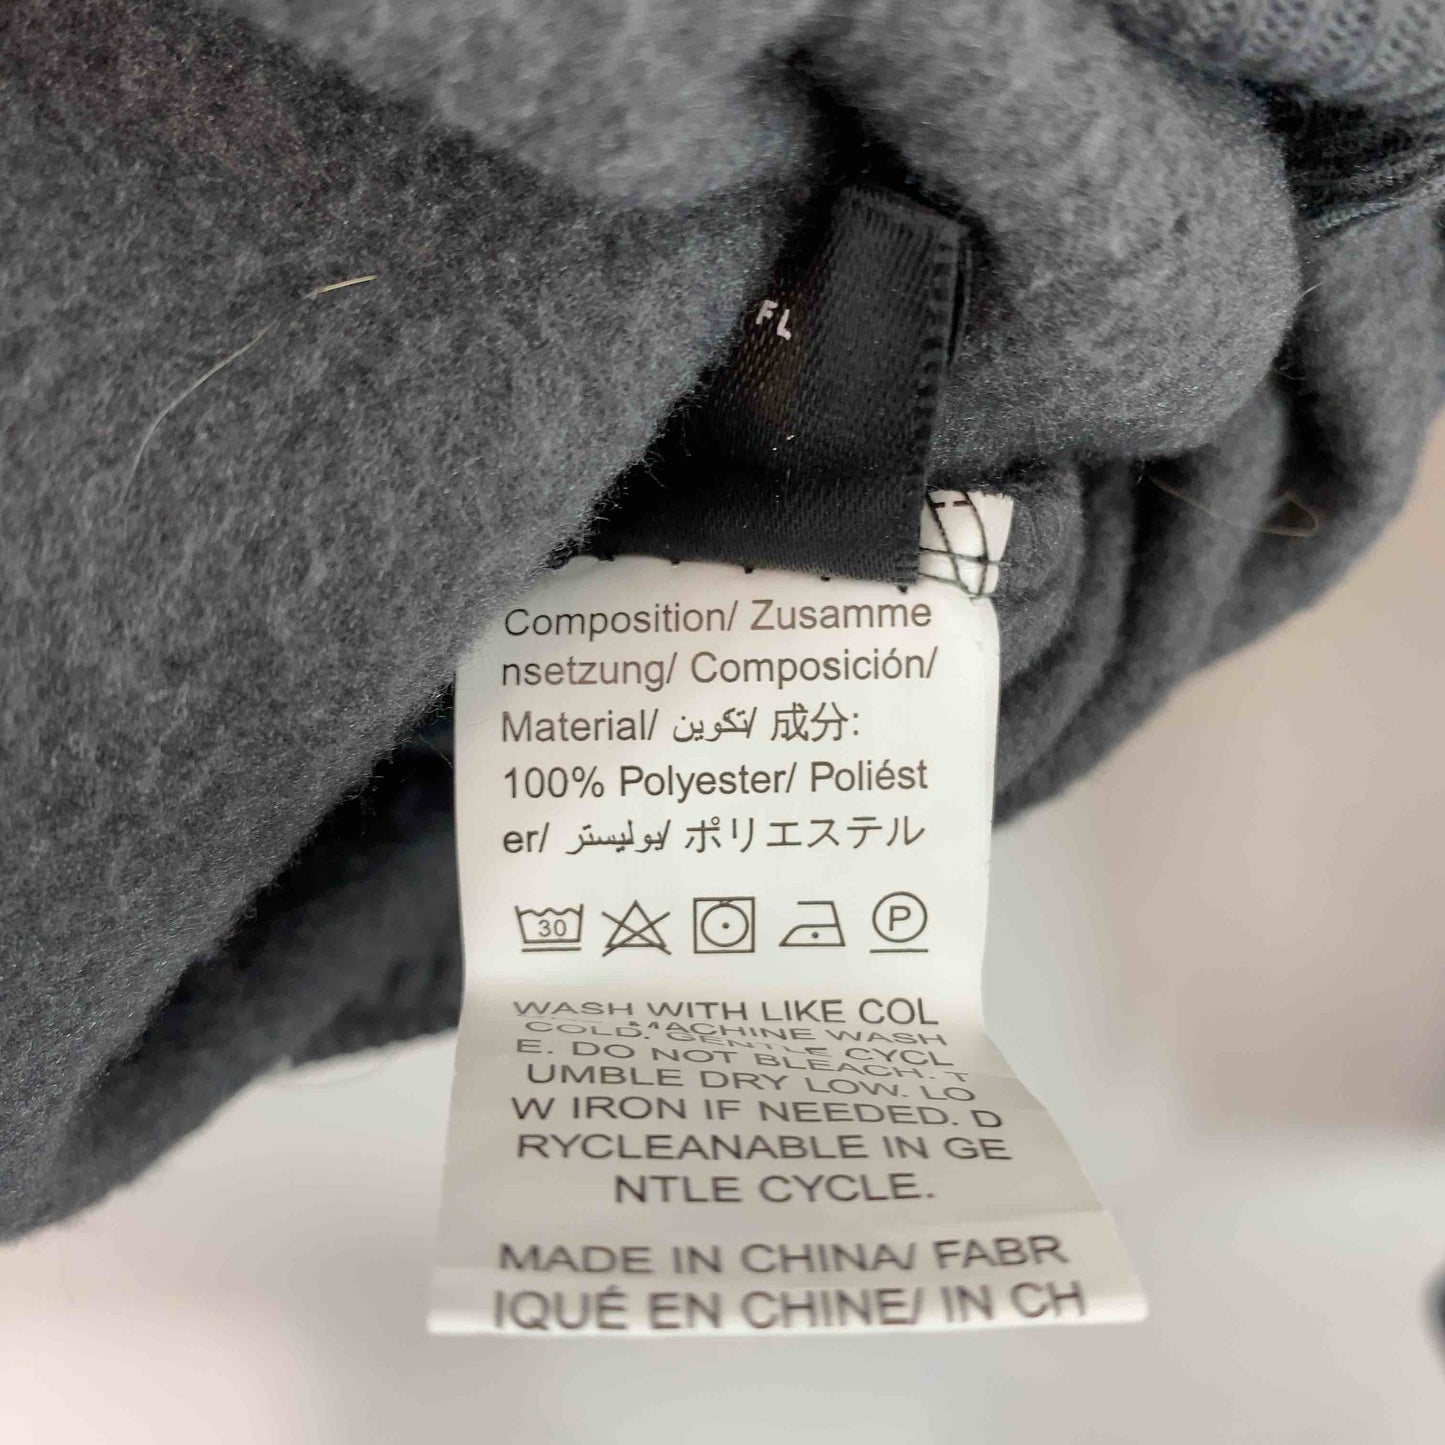 FL
Composition/ Zusamme
nsetzung/ Composición/
Material/ تكوين/ 成分:
100% Polyester/ Poliést
er/ بوليستر/ ポリエステル
30
P
WASH WITH LIKE COL
COLD. MACHINE WASH
GENTLE CYCL
E. DO NOT BLEACH. T
UMBLE DRY LOW. LO
W IRON IF NEEDED. D
RYCLEANABLE IN GE
NTLE CYCLE.
MADE IN CHINA/ FABR
IQUÉ EN CHINE/ IN CH